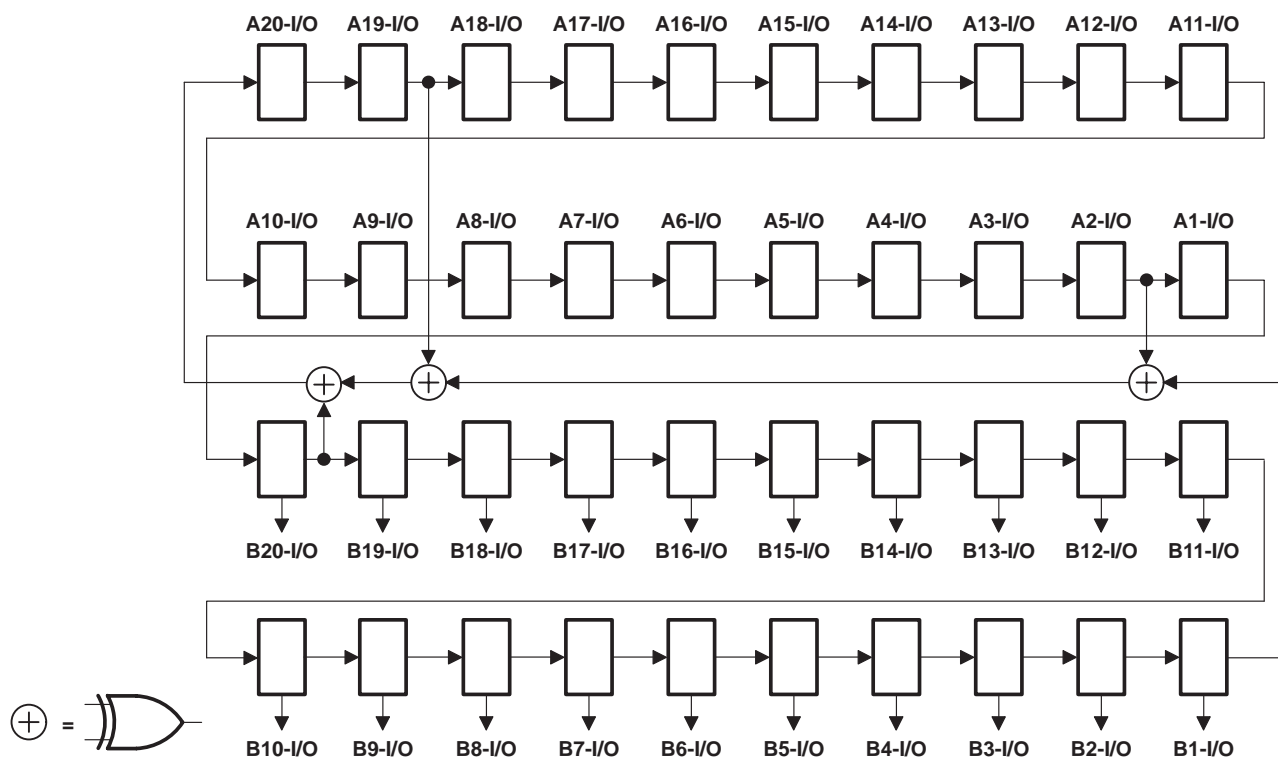 A20-I/O A19-I/O A18-I/O A17-I/O A16-I/O A15-I/O A14-I/O A13-I/O A12-I/O A11-I/O
A10-I/O A9-I/O A8-I/O A7-I/O A6-I/O A5-I/O A4-I/O A3-I/O A2-I/O A1-I/O
B20-I/O B19-I/O B18-I/O B17-I/O B16-I/O B15-I/O B14-I/O B13-I/O B12-I/O B11-I/O
=
B10-I/O B9-I/O B8-I/O B7-I/O B6-I/O B5-I/O B4-I/O B3-I/O B2-I/O B1-I/O